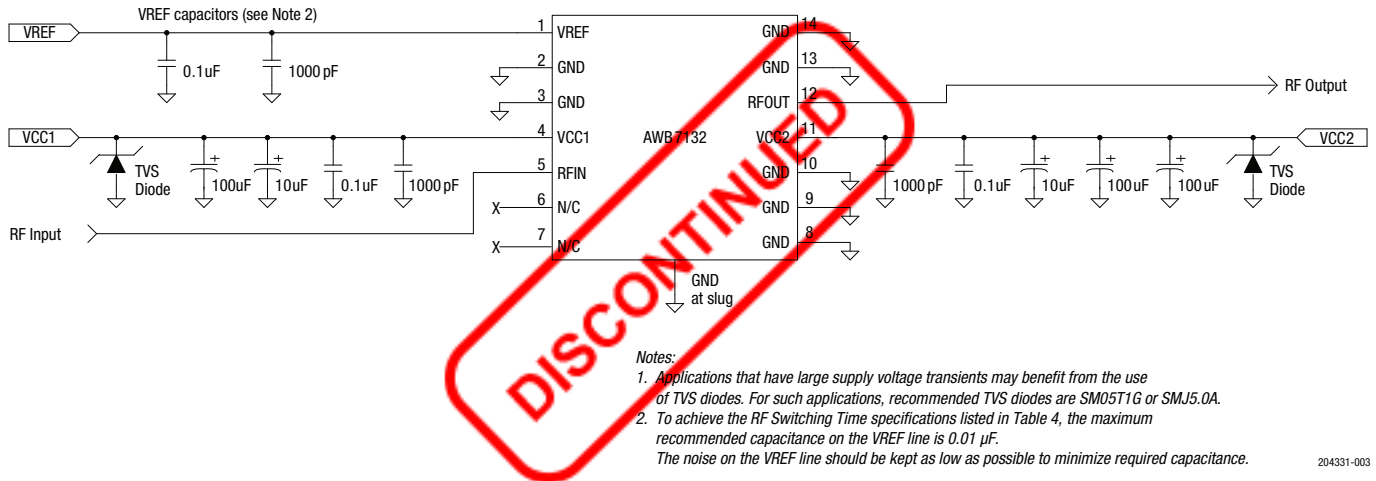 VREF capacitors (see Note 2)
VREF
0.1uF
1000 pF
1
VREF
2
GND
3
GND
VCC1
4
VCC1
TVS
Diode
100uF
10uF
0.1uF
1000 pF
5
RFIN
6
N/C
X
7
N/C
X
RF Input
AWB7132
14
GND
13
GND
12
RFOUT
RF Output
11
VCC2
VCC2
10
GND
9
GND
8
GND
1000 pF
0.1uF
10uF
100uF
100uF
TVS
Diode
GND
at slug
DISCONTINUED
Notes:
1. Applications that have large supply voltage transients may benefit from the use
of TVS diodes. For such applications, recommended TVS diodes are SM05T1G or SMJ5.0A.
2. To achieve the RF Switching Time specifications listed in Table 4, the maximum
recommended capacitance on the VREF line is 0.01 µF.
The noise on the VREF line should be kept as low as possible to minimize required capacitance.
204331-003